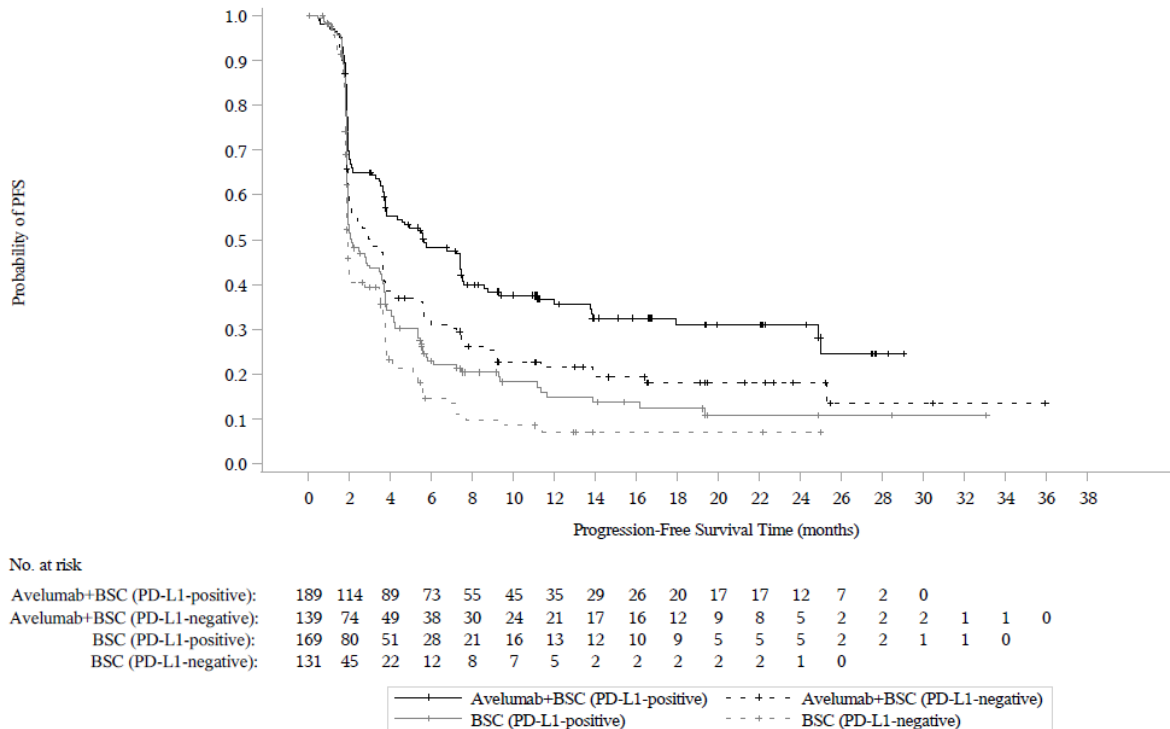 Probability of PFS
1.0
0.9
0.8
0.7
0.6
0.5
0.4
0.3
0.2
0.1
0.0
0 2 4 6 8 10 12 14 16 18 20 22 24 26 28 30 32 34 36 38
Progression-Free Survival Time (months)
No. at risk
Avelumab+BSC (PD-L1-positive): 189 114 89 73 55 45 35 29 26 20 17 17 12 7 2 0
Avelumab+BSC (PD-L1-negative): 139 74 49 38 30 24 21 17 16 12 9 8 5 2 2 2 1 1 0
BSC (PD-L1-positive): 169 80 51 28 21 16 13 12 10 9 5 5 5 2 2 1 1 0
BSC (PD-L1-negative): 131 45 22 12 8 7 5 2 2 2 2 2 1 0
Avelumab+BSC (PD-L1-positive) Avelumab+BSC (PD-L1-negative)
BSC (PD-L1-positive) BSC (PD-L1-negative)